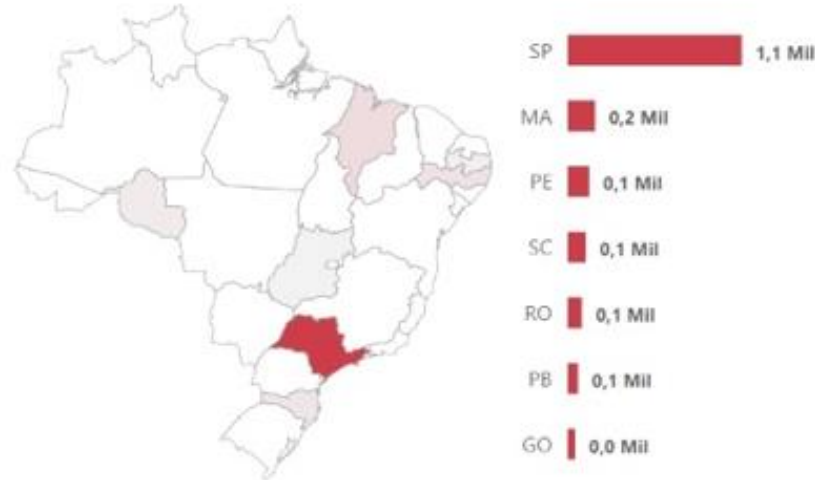 SP 1,1 Mil
MA 0,2 Mil
PE 0,1 Mil
SC 0,1 Mil
RO 0,1 Mil
PB 0,1 Mil
GO 0,0 Mil